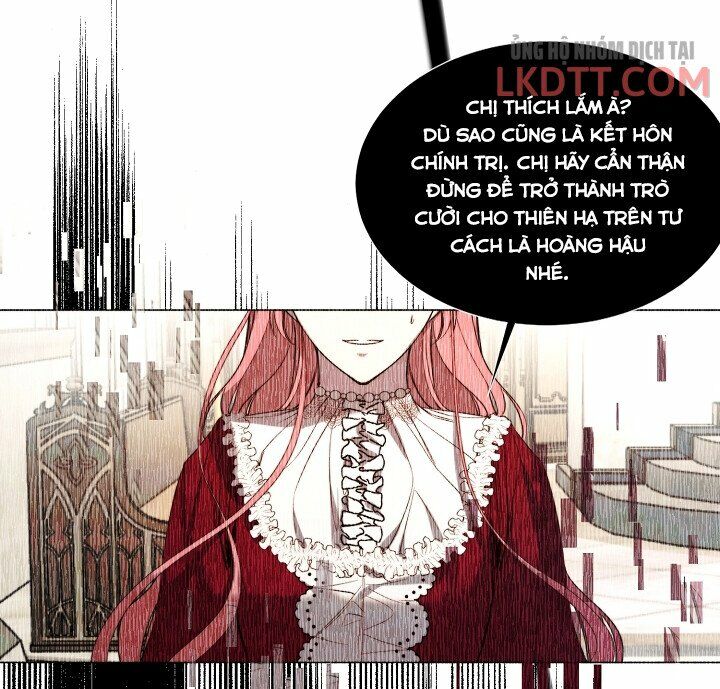 ỦNG HỘ NHÓM DỊCH TẠI
LKDTT.COM
CHỊ THÍCH LẮM À?
DÙ SAO CŨNG LÀ KẾT HÔN
CHÍNH TRỊ. CHỊ HÃY CẨN THẬN
ĐỪNG ĐỂ TRỞ THÀNH TRÒ
CƯỜI CHO THIÊN HẠ TRÊN TƯ
CÁCH LÀ HOÀNG HẬU
NHÉ.